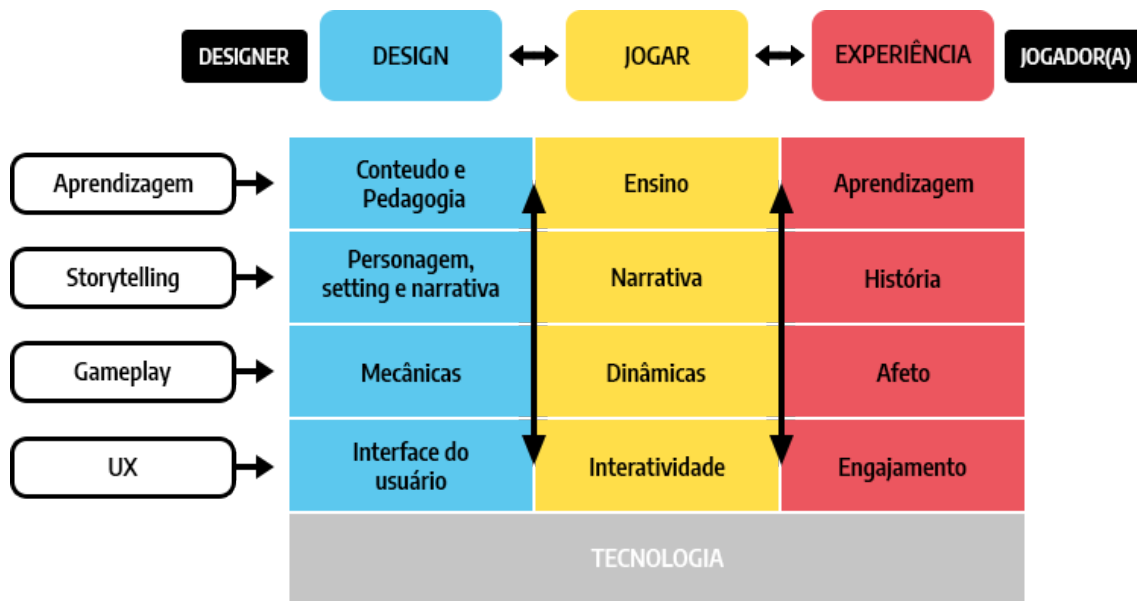 DESIGNER
DESIGN
JOGAR
EXPERIÊNCIA
JOGADOR(A)
Aprendizagem
Conteudo e
Pedagogia
Ensino
Aprendizagem
Storytelling
Personagem,
setting e narrativa
Narrativa
História
Gameplay
Mecânicas
Dinâmicas
Afeto
UX
Interface do
usuário
Interatividade
Engajamento
TECNOLOGIA